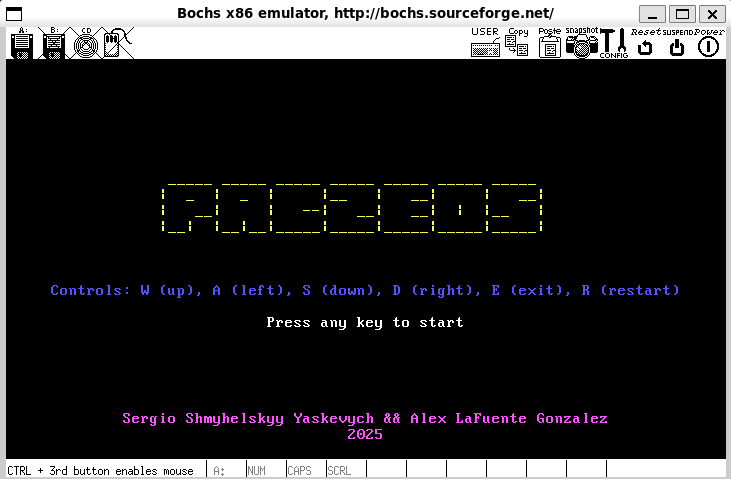 Bochs x86 emulator, http://bochs.sourceforge.net/
A: B: CD USER Copy Paste Snapshot CONFIG Reset SUSPEND Power
PACZEOS
Controls: W (up), A (left), S (down), D (right), E (exit), R (restart)
Press any key to start
Sergio Shmyhelskyy Yaskevych && Alex LaFuente Gonzalez
2025
CTRL + 3rd button enables mouse A: NUM CAPS SCRL